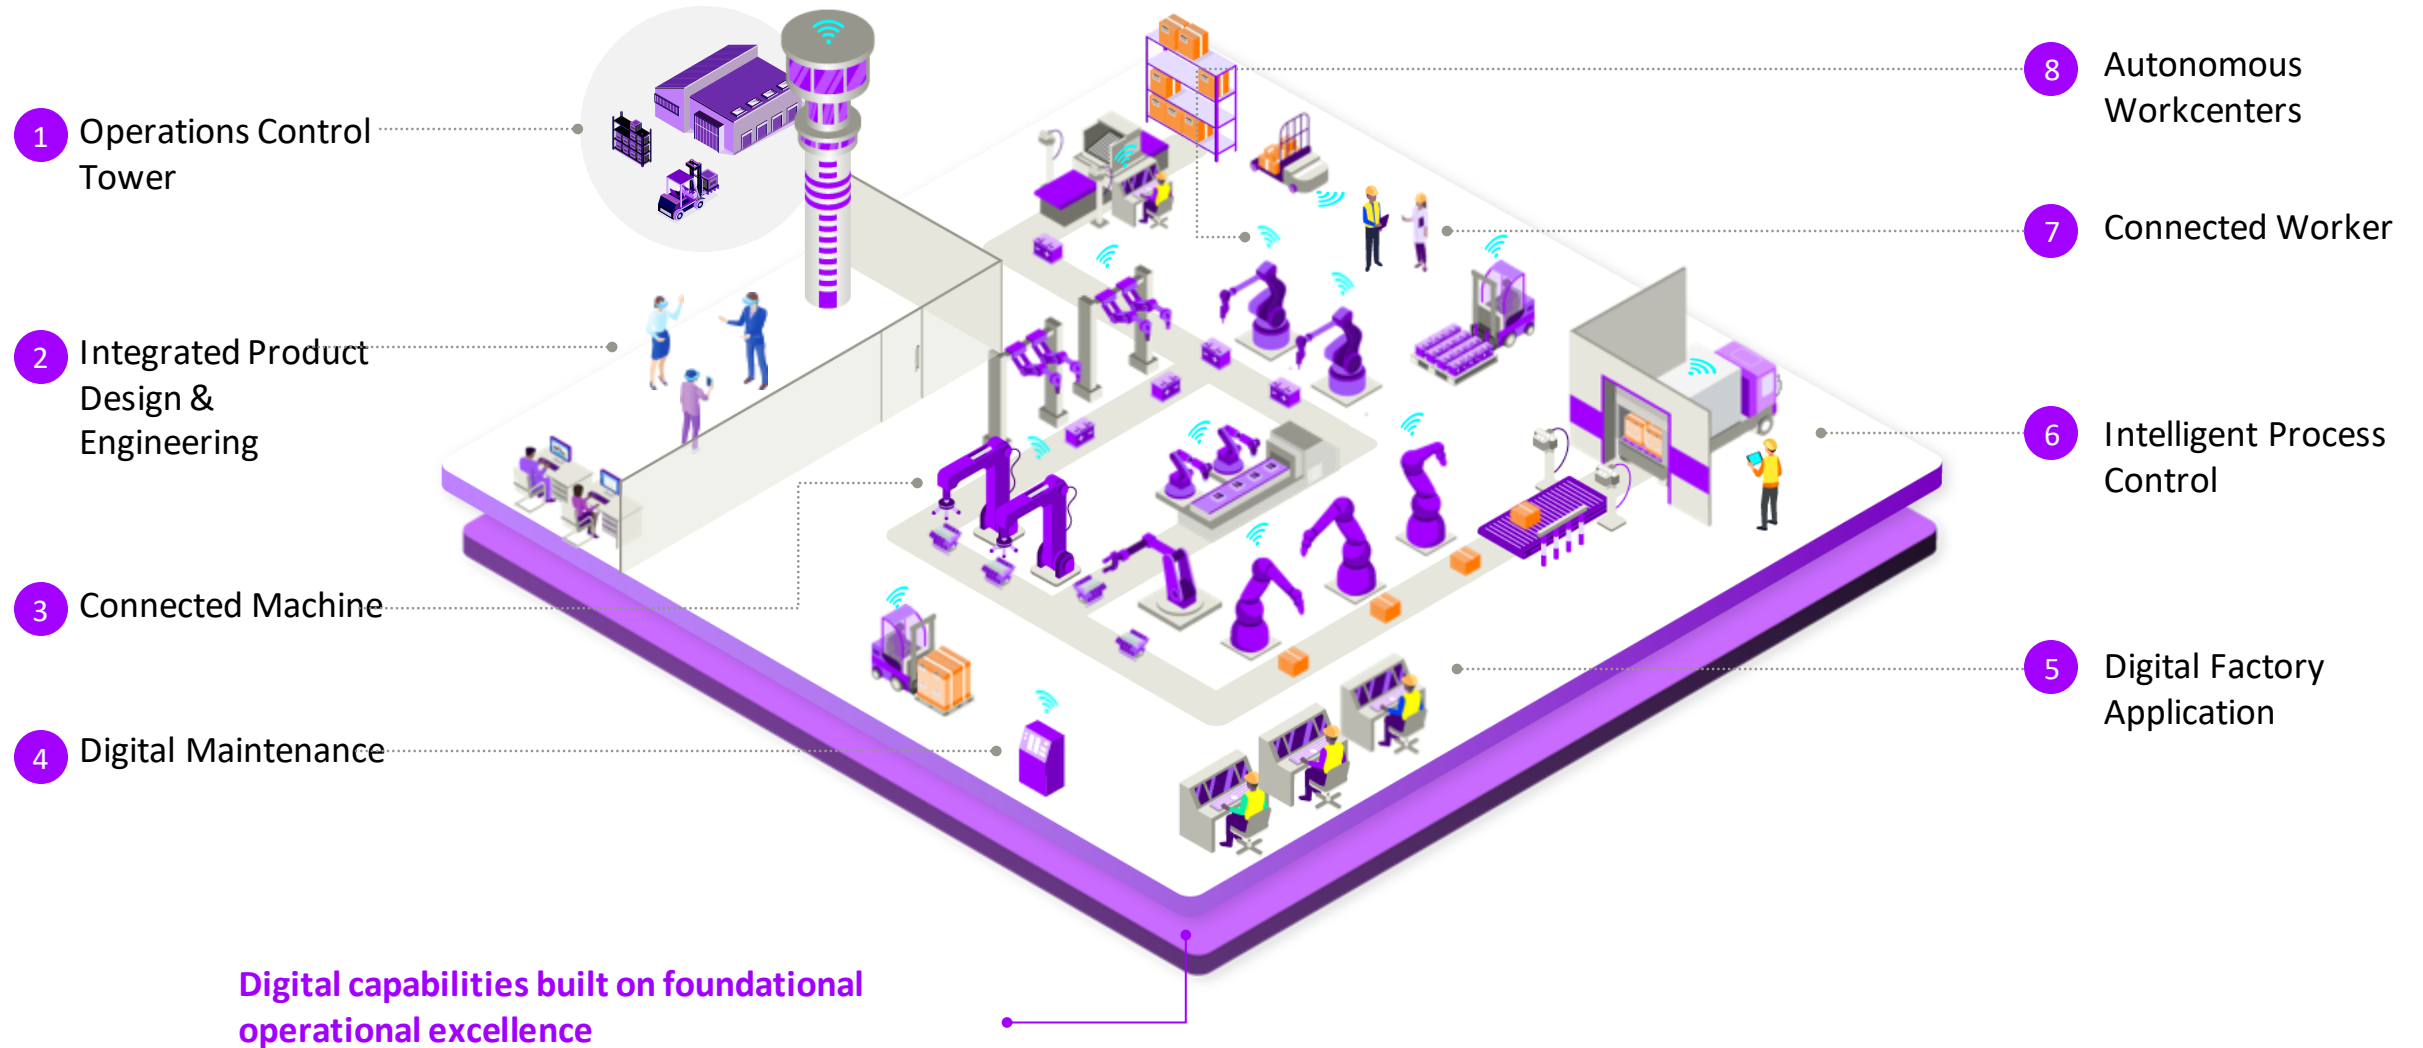 1
Operations Control
Tower
2
Integrated Product
Design &
Engineering
3
Connected Machine
4
Digital Maintenance
8
Autonomous
Workcenters
7
Connected Worker
6
Intelligent Process
Control
5
Digital Factory
Application
Digital capabilities built on foundational
operational excellence